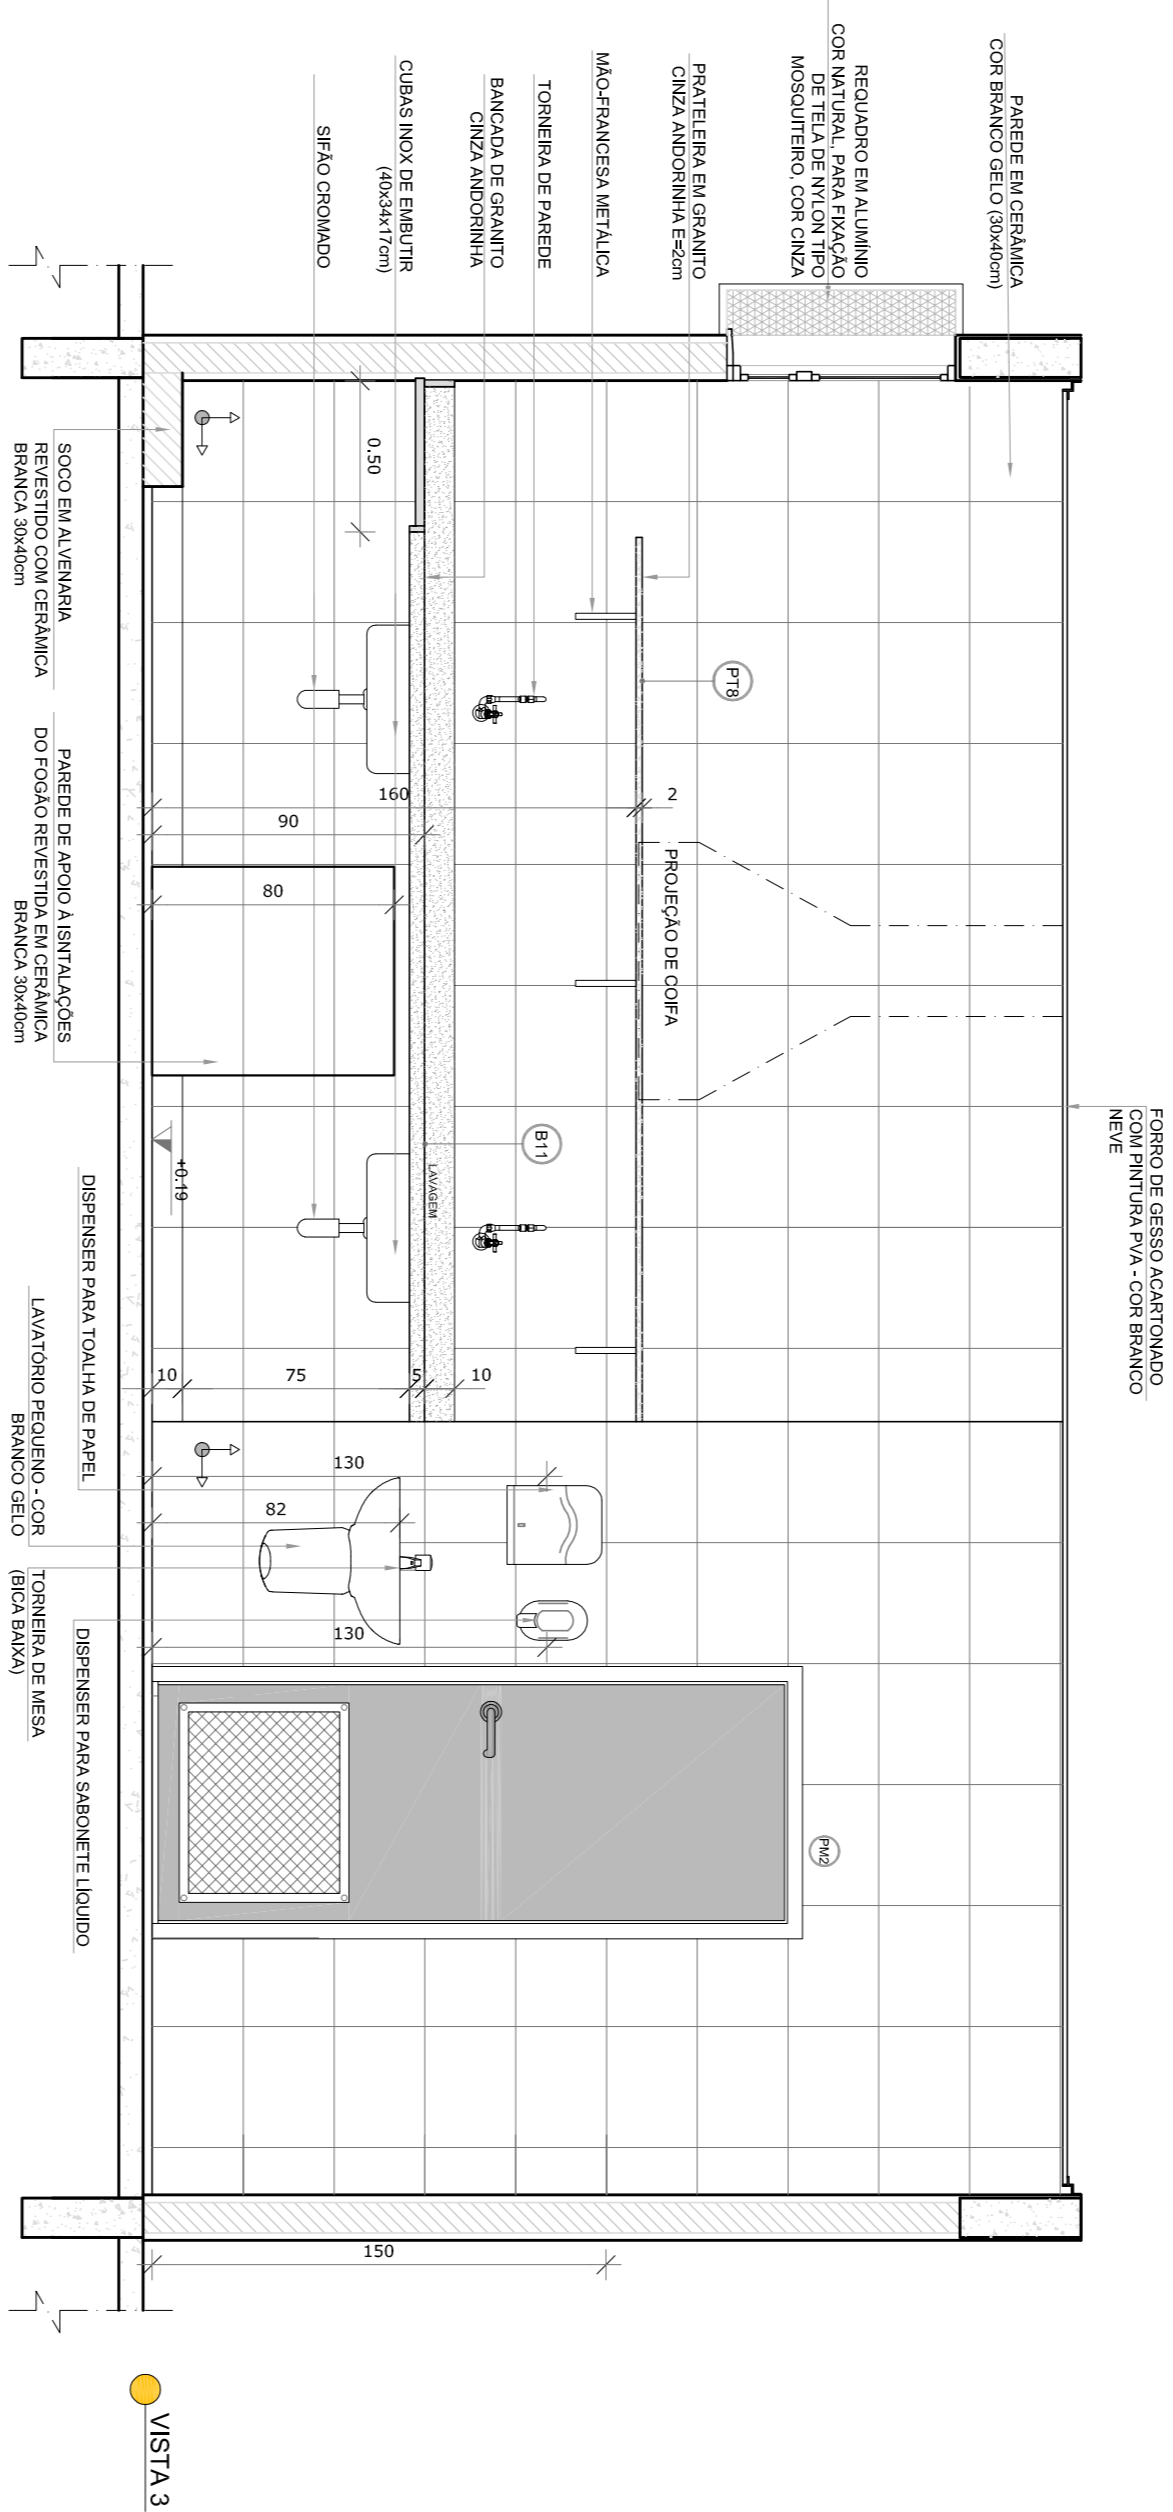 FORRO DE GESSO ACARTONADO
COM PINTURA PVA - COR BRANCO
NEVE
PAREDE EM CERÂMICA
COR BRANCO GELO (30x40cm)
REQUADRO EM ALUMÍNIO
COR NATURAL, PARA FIXAÇÃO
DE TELA DE NYLON TIPO
MOSQUITEIRO, COR CINZA
PRATELEIRA EM GRANITO
CINZA ANDORINHA E=2cm
MÃO-FRANCESA METÁLICA
TORNEIRA DE PAREDE
BANCADA DE GRANITO
CINZA ANDORINHA
CUBAS INOX DE EMBUTIR
(40x34x17cm)
SIFÃO CROMADO
0.50
PT8
PROJEÇÃO DE COIFA
2
160
90
80
B11
LAVAGEM
+0.19
10
75
5
10
130
82
130
PM2
150
SOCO EM ALVENARIA
REVESTIDO COM CERÂMICA
BRANCA 30x40cm
PAREDE DE APOIO À ISNTALAÇÕES
DO FOGÃO REVESTIDA EM CERÂMICA
BRANCA 30x40cm
DISPENSER PARA TOALHA DE PAPEL
LAVATÓRIO PEQUENO - COR
BRANCO GELO
TORNEIRA DE MESA
(BICA BAIXA)
DISPENSER PARA SABONETE LÍQUIDO
VISTA 3